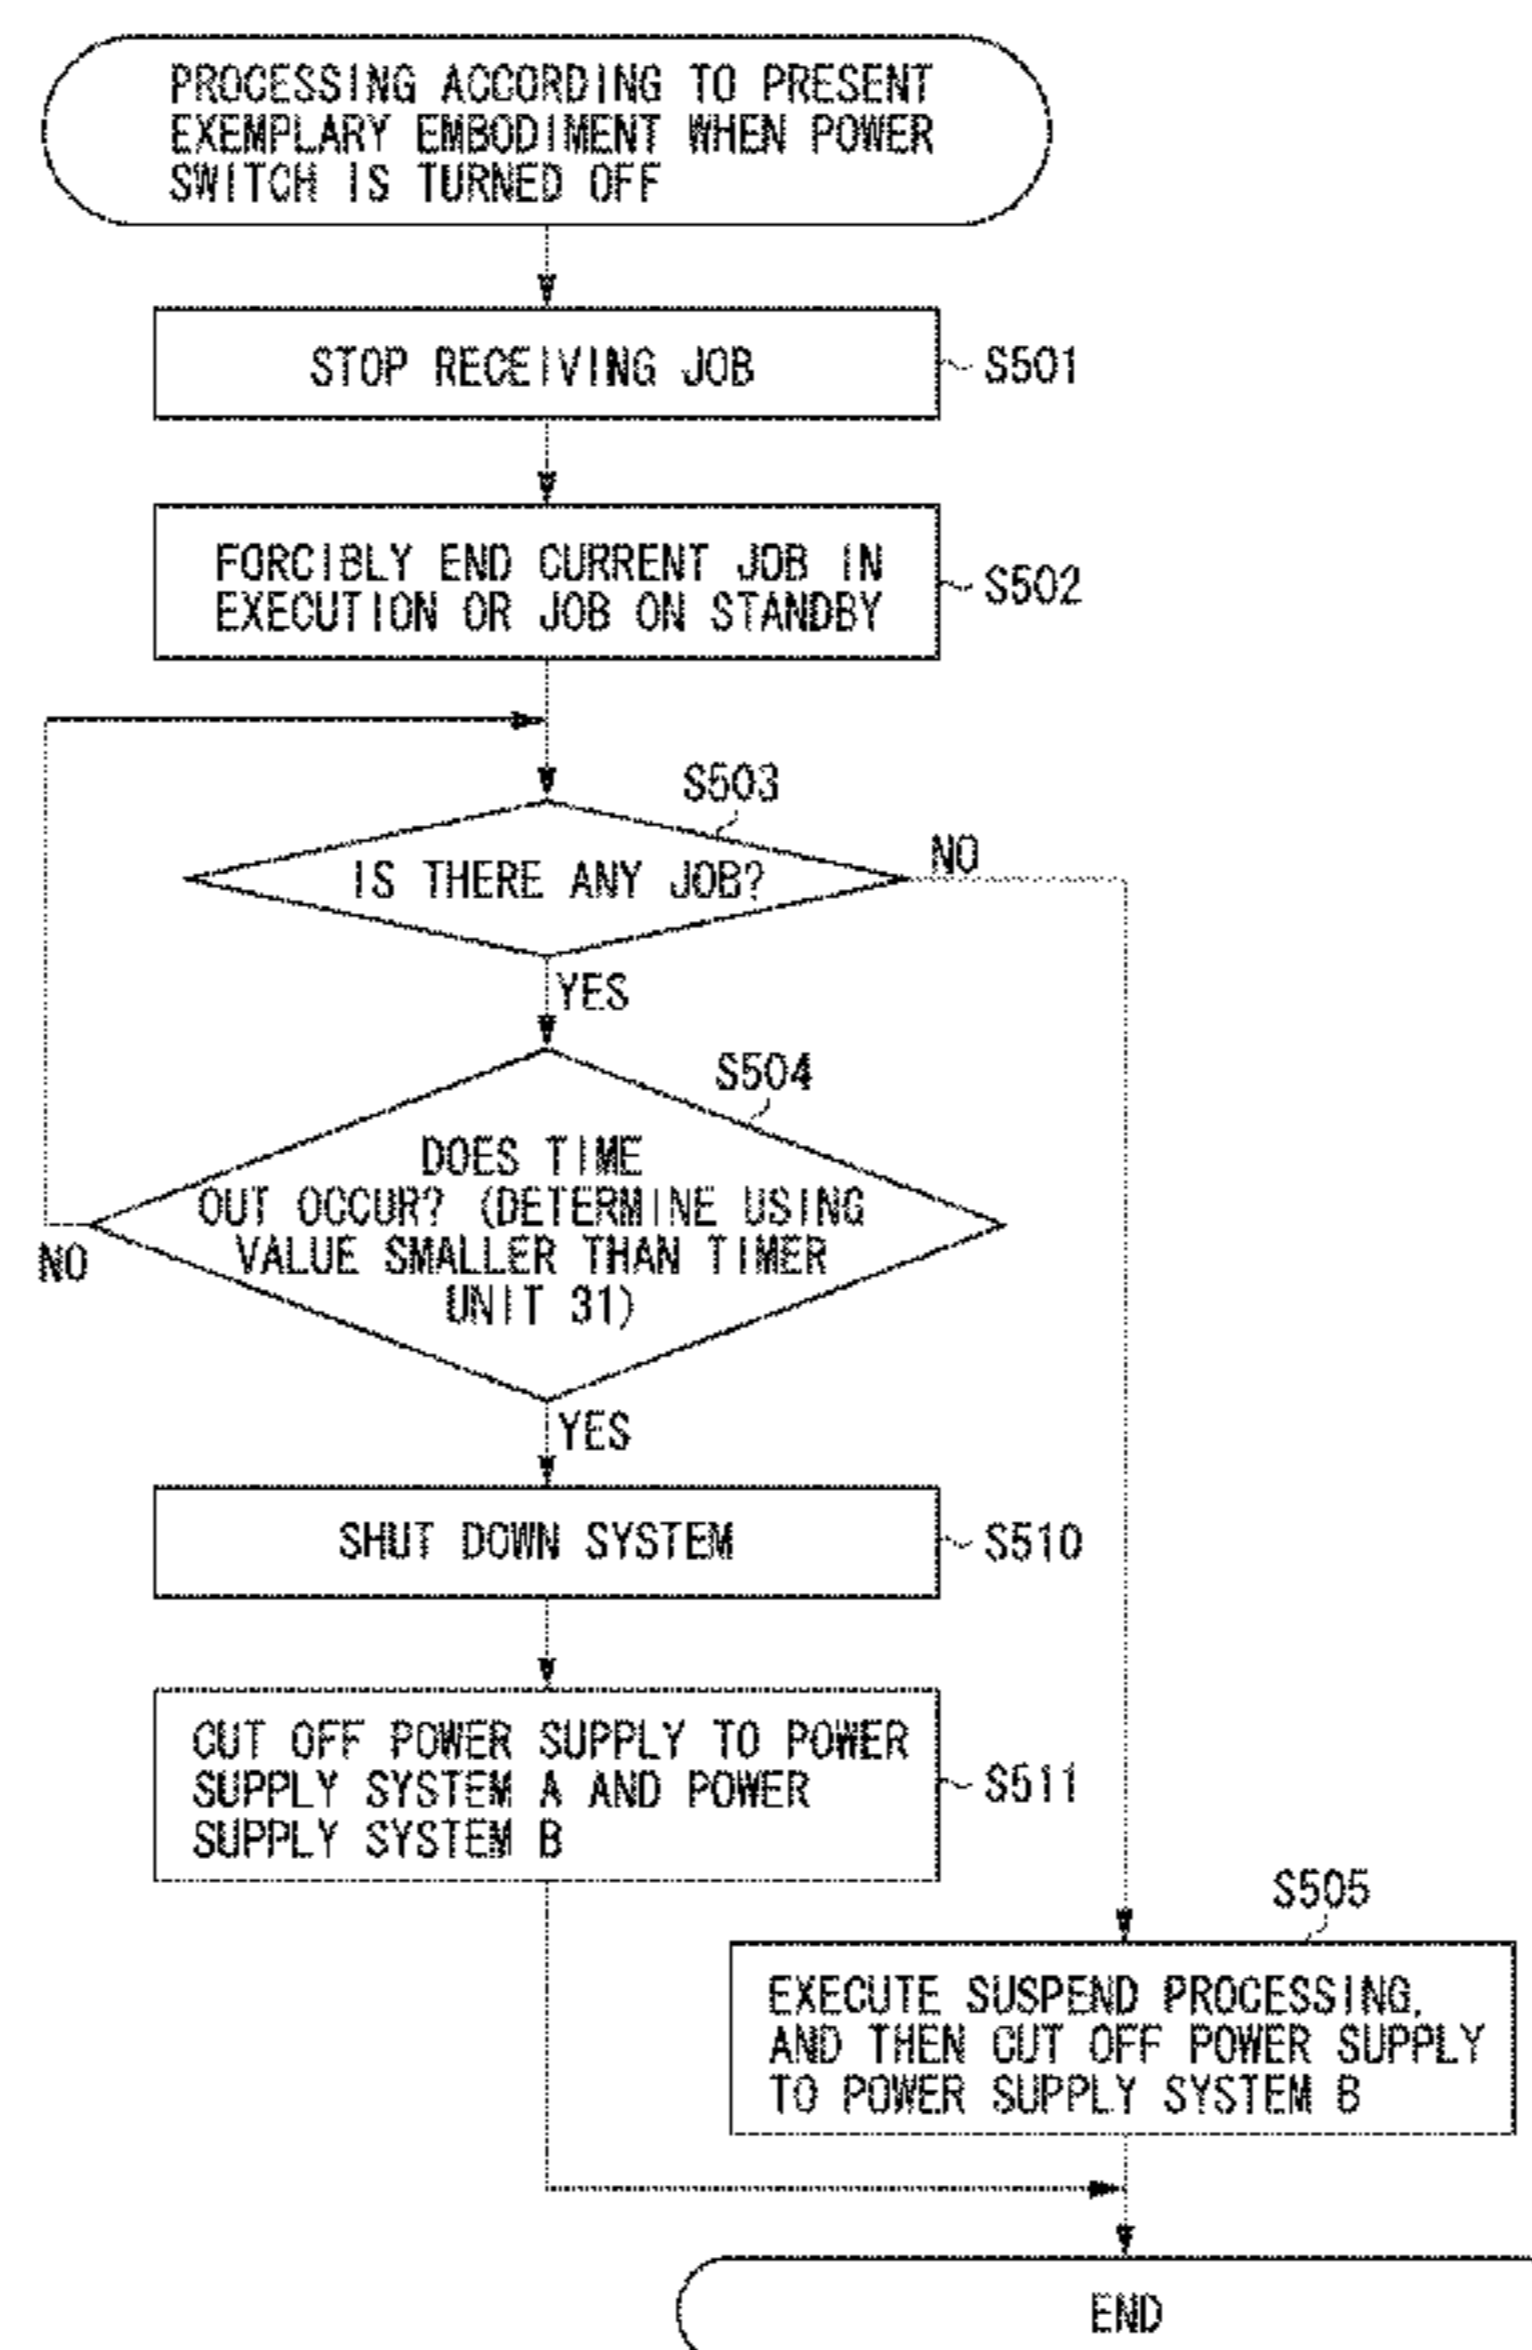 PROCESSING ACCORDING TO PRESENT
EXEMPLARY EMBODIMENT WHEN POWER
SWITCH IS TURNED OFF
STOP RECEIVING JOB
S501
FORCIBLY END CURRENT JOB IN
EXECUTION OR JOB ON STANDBY
S502
S503
IS THERE ANY JOB?
NO
YES
S504
DOES TIME
OUT OCCUR? (DETERMINE USING
VALUE SMALLER THAN TIMER
UNIT 31)
NO
YES
SHUT DOWN SYSTEM
S510
CUT OFF POWER SUPPLY TO POWER
SUPPLY SYSTEM A AND POWER
SUPPLY SYSTEM B
S511
S505
EXECUTE SUSPEND PROCESSING,
AND THEN CUT OFF POWER SUPPLY
TO POWER SUPPLY SYSTEM B
END